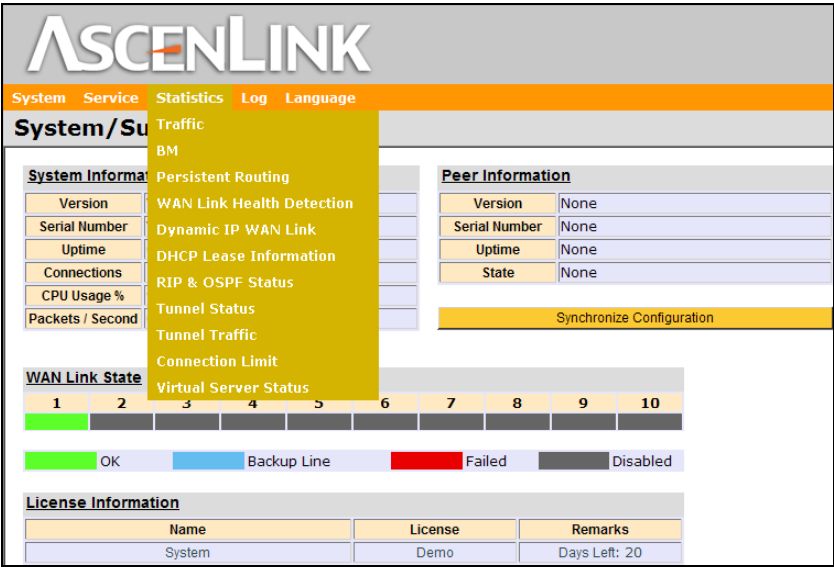 ASCENLINK
System Service Statistics Log Language
System/Su
Traffic
BM
Persistent Routing
WAN Link Health Detection
Dynamic IP WAN Link
DHCP Lease Information
RIP & OSPF Status
Tunnel Status
Tunnel Traffic
Connection Limit
Virtual Server Status
System Informat
Version
Serial Number
Uptime
Connections
CPU Usage %
Packets / Second
Peer Information
Version None
Serial Number None
Uptime None
State None
Synchronize Configuration
WAN Link State
1 2 3 4 5 6 7 8 9 10
OK Backup Line Failed Disabled
License Information
Name License Remarks
System Demo Days Left: 20